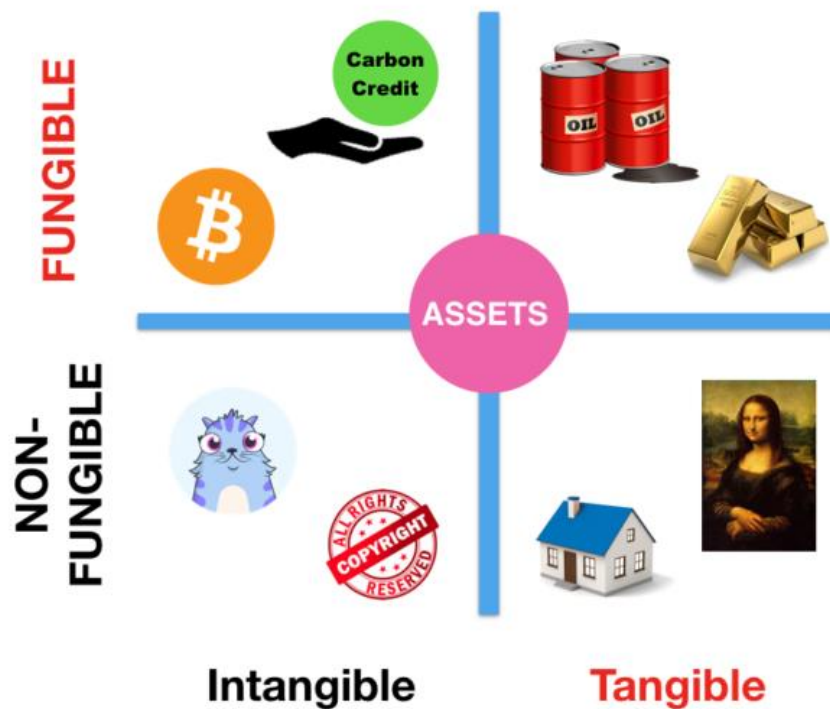 FUNGIBLE
Carbon
Credit
OIL
OIL
ASSETS
NON-
FUNGIBLE
ALL RIGHTS
COPYRIGHT
RESERVED
Intangible
Tangible